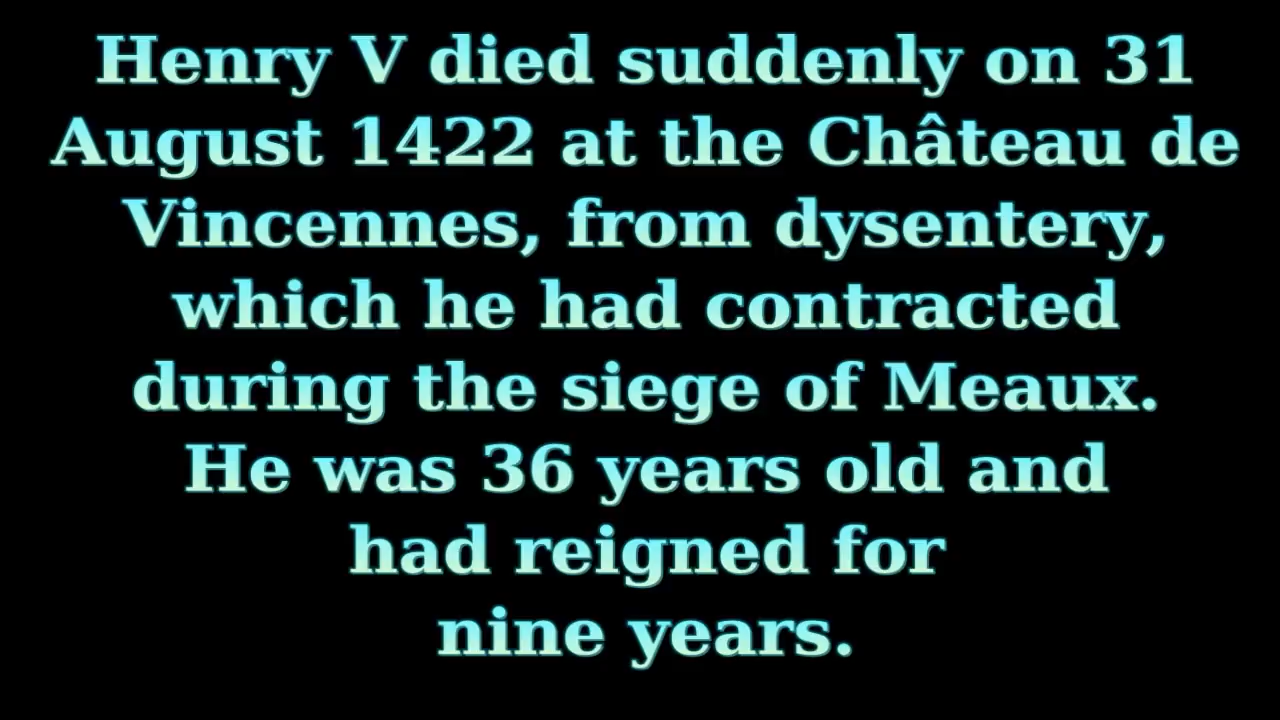 Henry V died suddenly on 31
August 1422 at the Château de
Vincennes, from dysentery,
which he had contracted
during the siege of Meaux.
He was 36 years old and
had reigned for
nine years.